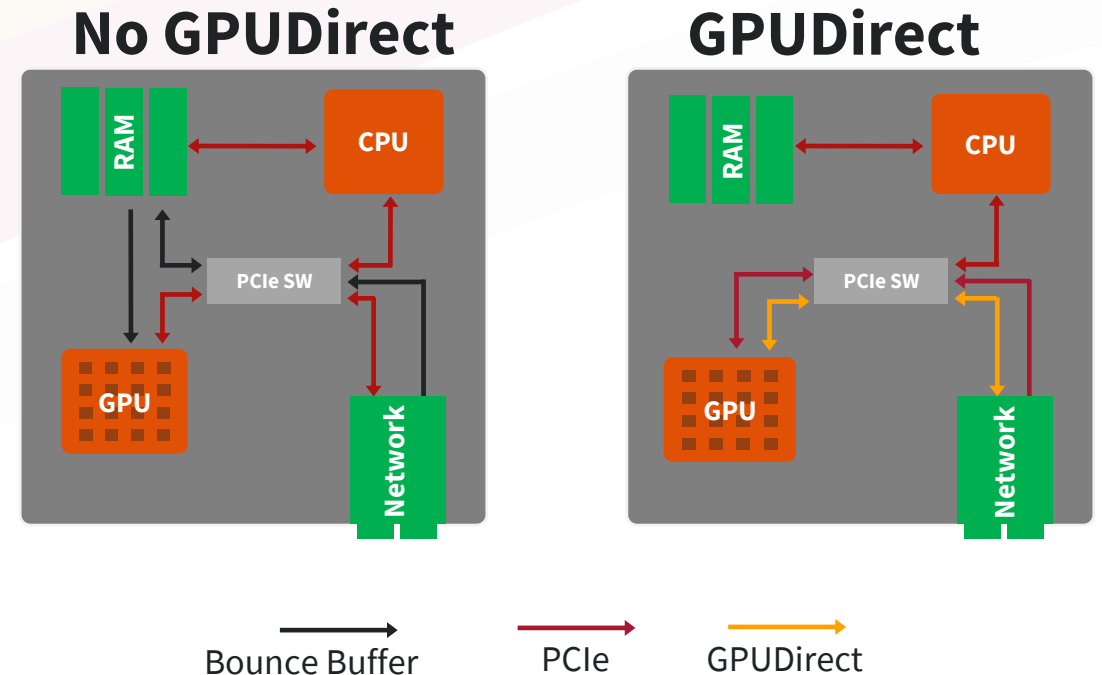 No GPUDirect
GPUDirect
RAM
CPU
PCIe SW
GPU
Network
RAM
CPU
PCIe SW
GPU
Network
Bounce Buffer
PCIe
GPUDirect